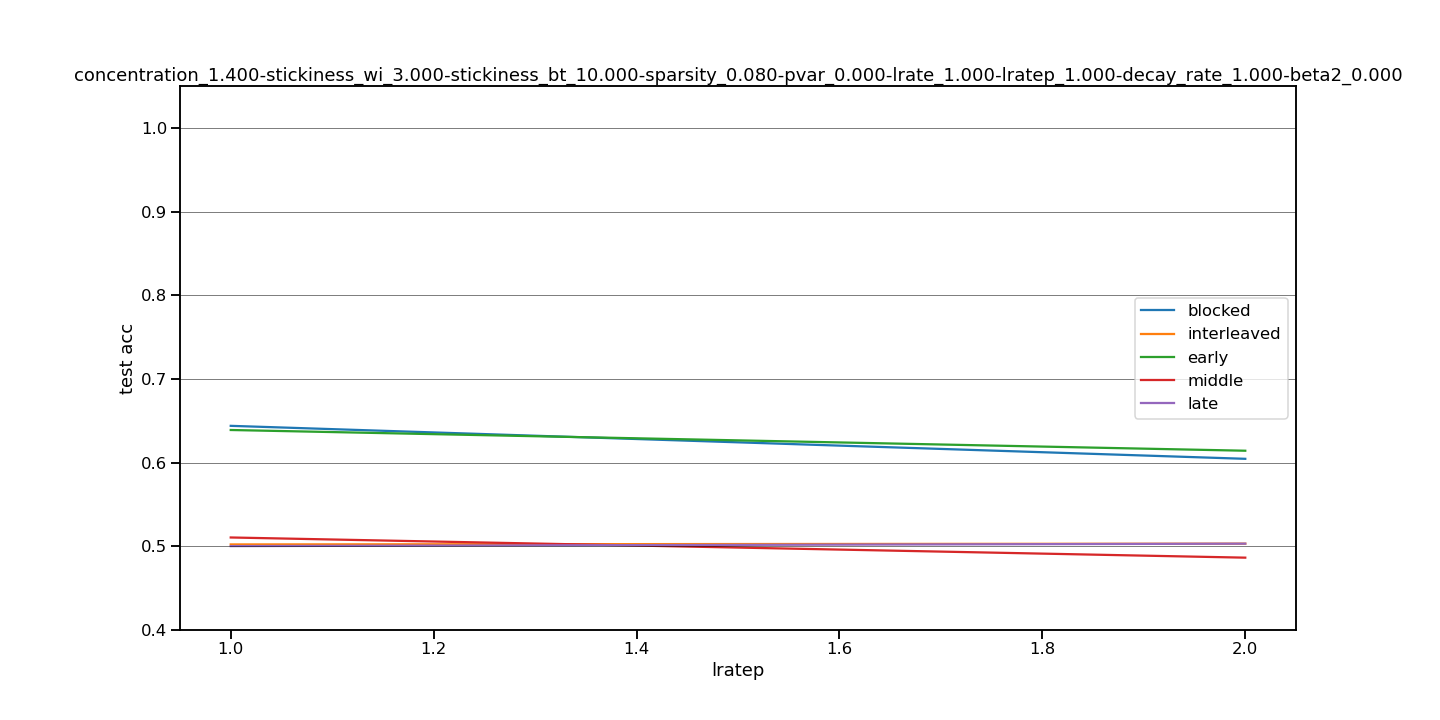 concentration_1.400-stickiness_wi_3.000-stickiness_bt_10.000-sparsity_0.080-pvar_0.000-lrate_1.000-lratep_1.000-decay_rate_1.000-beta2_0.000
1.0
0.9
0.8
0.7
0.6
0.5
0.4
test acc
blocked
interleaved
early
middle
late
1.0 1.2 1.4 1.6 1.8 2.0
lratep